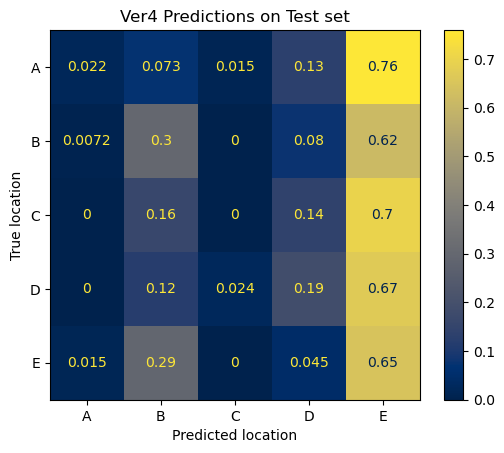 Ver4 Predictions on Test set
True location
A 0.022 0.073 0.015 0.13 0.76
B 0.0072 0.3 0 0.08 0.62
C 0 0.16 0 0.14 0.7
D 0 0.12 0.024 0.19 0.67
E 0.015 0.29 0 0.045 0.65
A B C D E
Predicted location
0.7
0.6
0.5
0.4
0.3
0.2
0.1
0.0